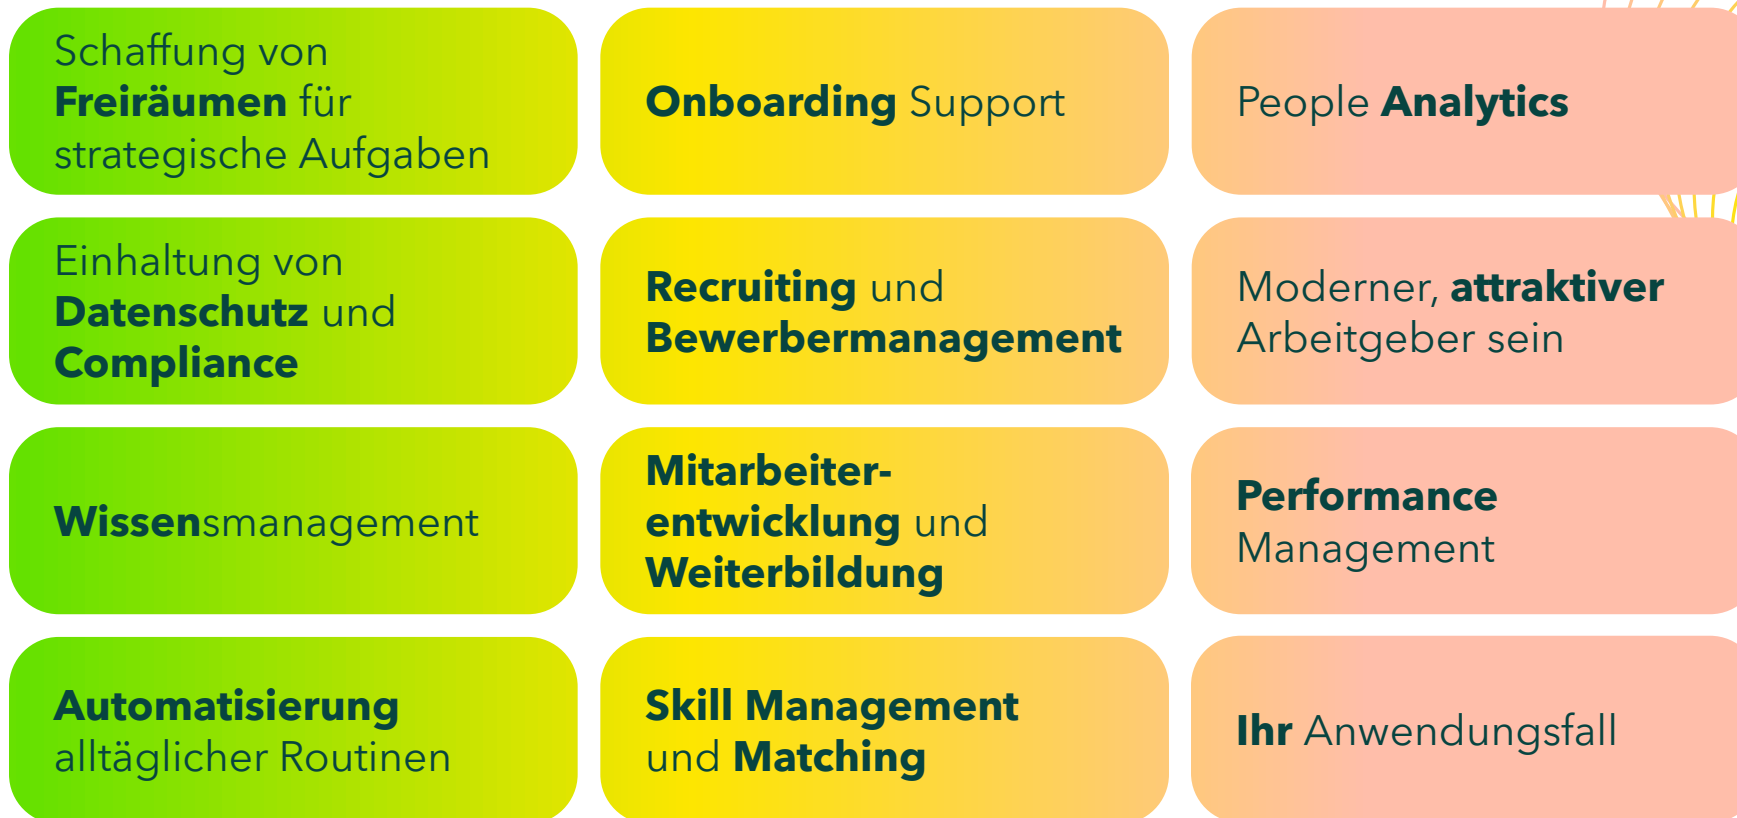 Schaffung von
Freiräumen für
strategische Aufgaben
Onboarding Support
People Analytics
Einhaltung von
Datenschutz und
Compliance
Recruiting und
Bewerbermanagement
Moderner, attraktiver
Arbeitgeber sein
Wissensmanagement
Mitarbeiter-
entwicklung und
Weiterbildung
Performance
Management
Automatisierung
alltäglicher Routinen
Skill Management
und Matching
Ihr Anwendungsfall